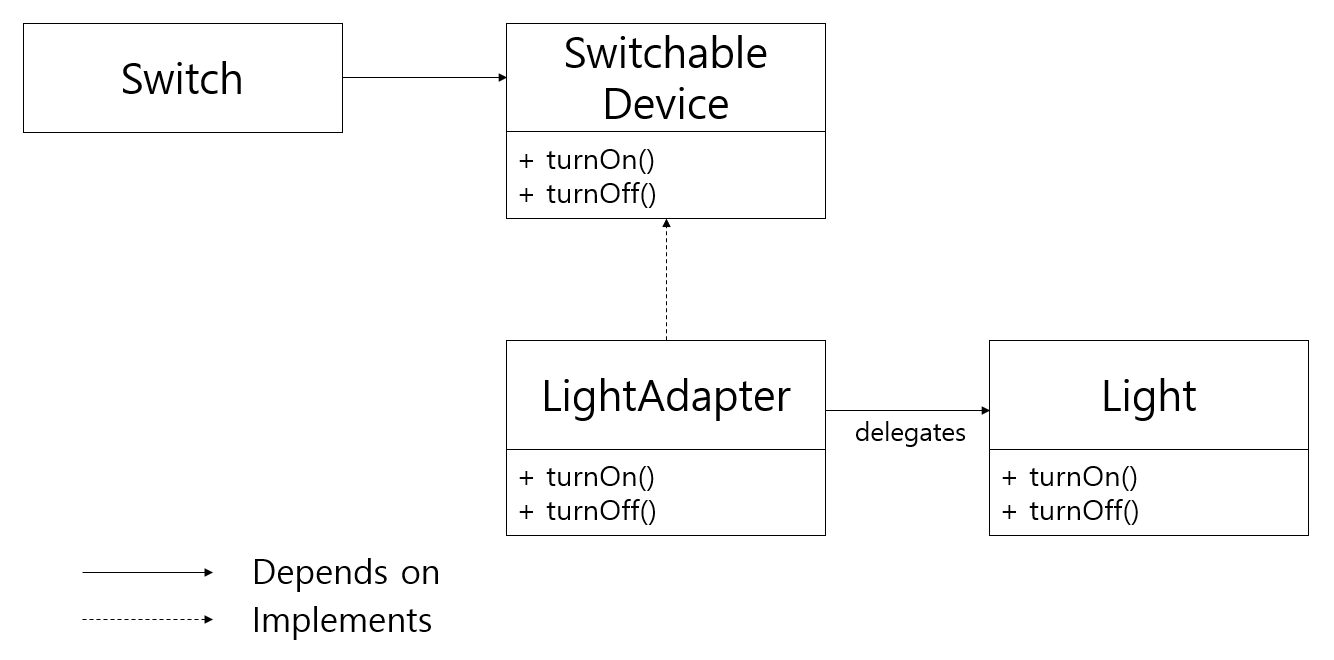 Switch
Switchable
Device
+ turnOn()
+ turnOff()
LightAdapter
+ turnOn()
+ turnOff()
delegates
Light
+ turnOn()
+ turnOff()
Depends on
Implements